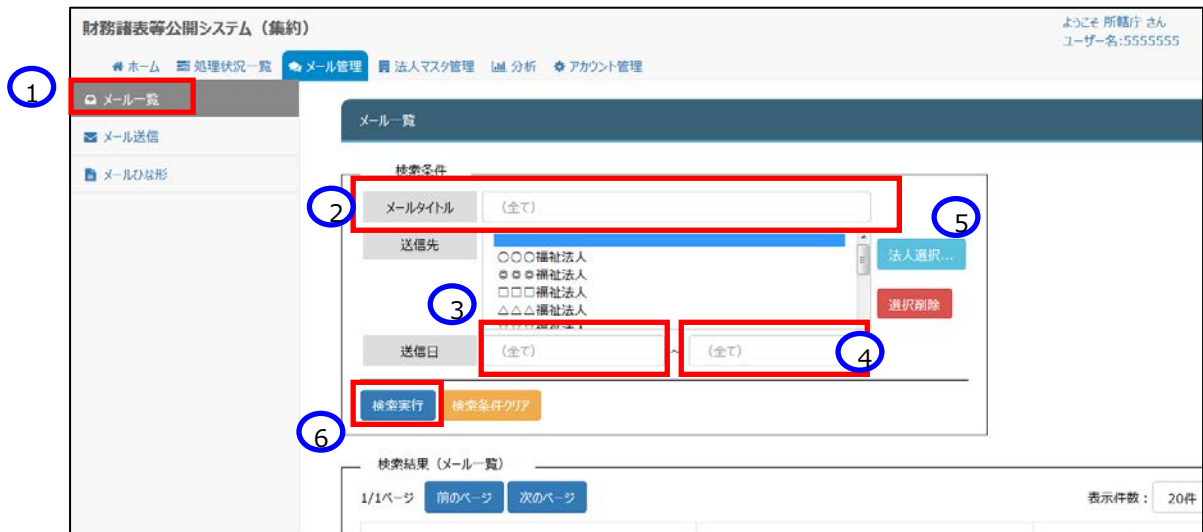 財務諸表等公開システム（集約）
ようこそ 所轄庁 さん
ユーザー名:5555555
ホーム 処理状況一覧 メール管理 法人マスタ管理 分析 アカウント管理
1
メール一覧
メール送信
メールひな形
メール一覧
検索条件
2
メールタイトル
（全て）
5
送信先
○○○福祉法人
◎◎◎福祉法人
□□□福祉法人
△△△福祉法人
法人選択...
選択削除
3
送信日
（全て）
～
（全て）
4
検索実行
検索条件クリア
6
検索結果（メール一覧）
1/1ページ 前のページ 次のページ
表示件数： 20件